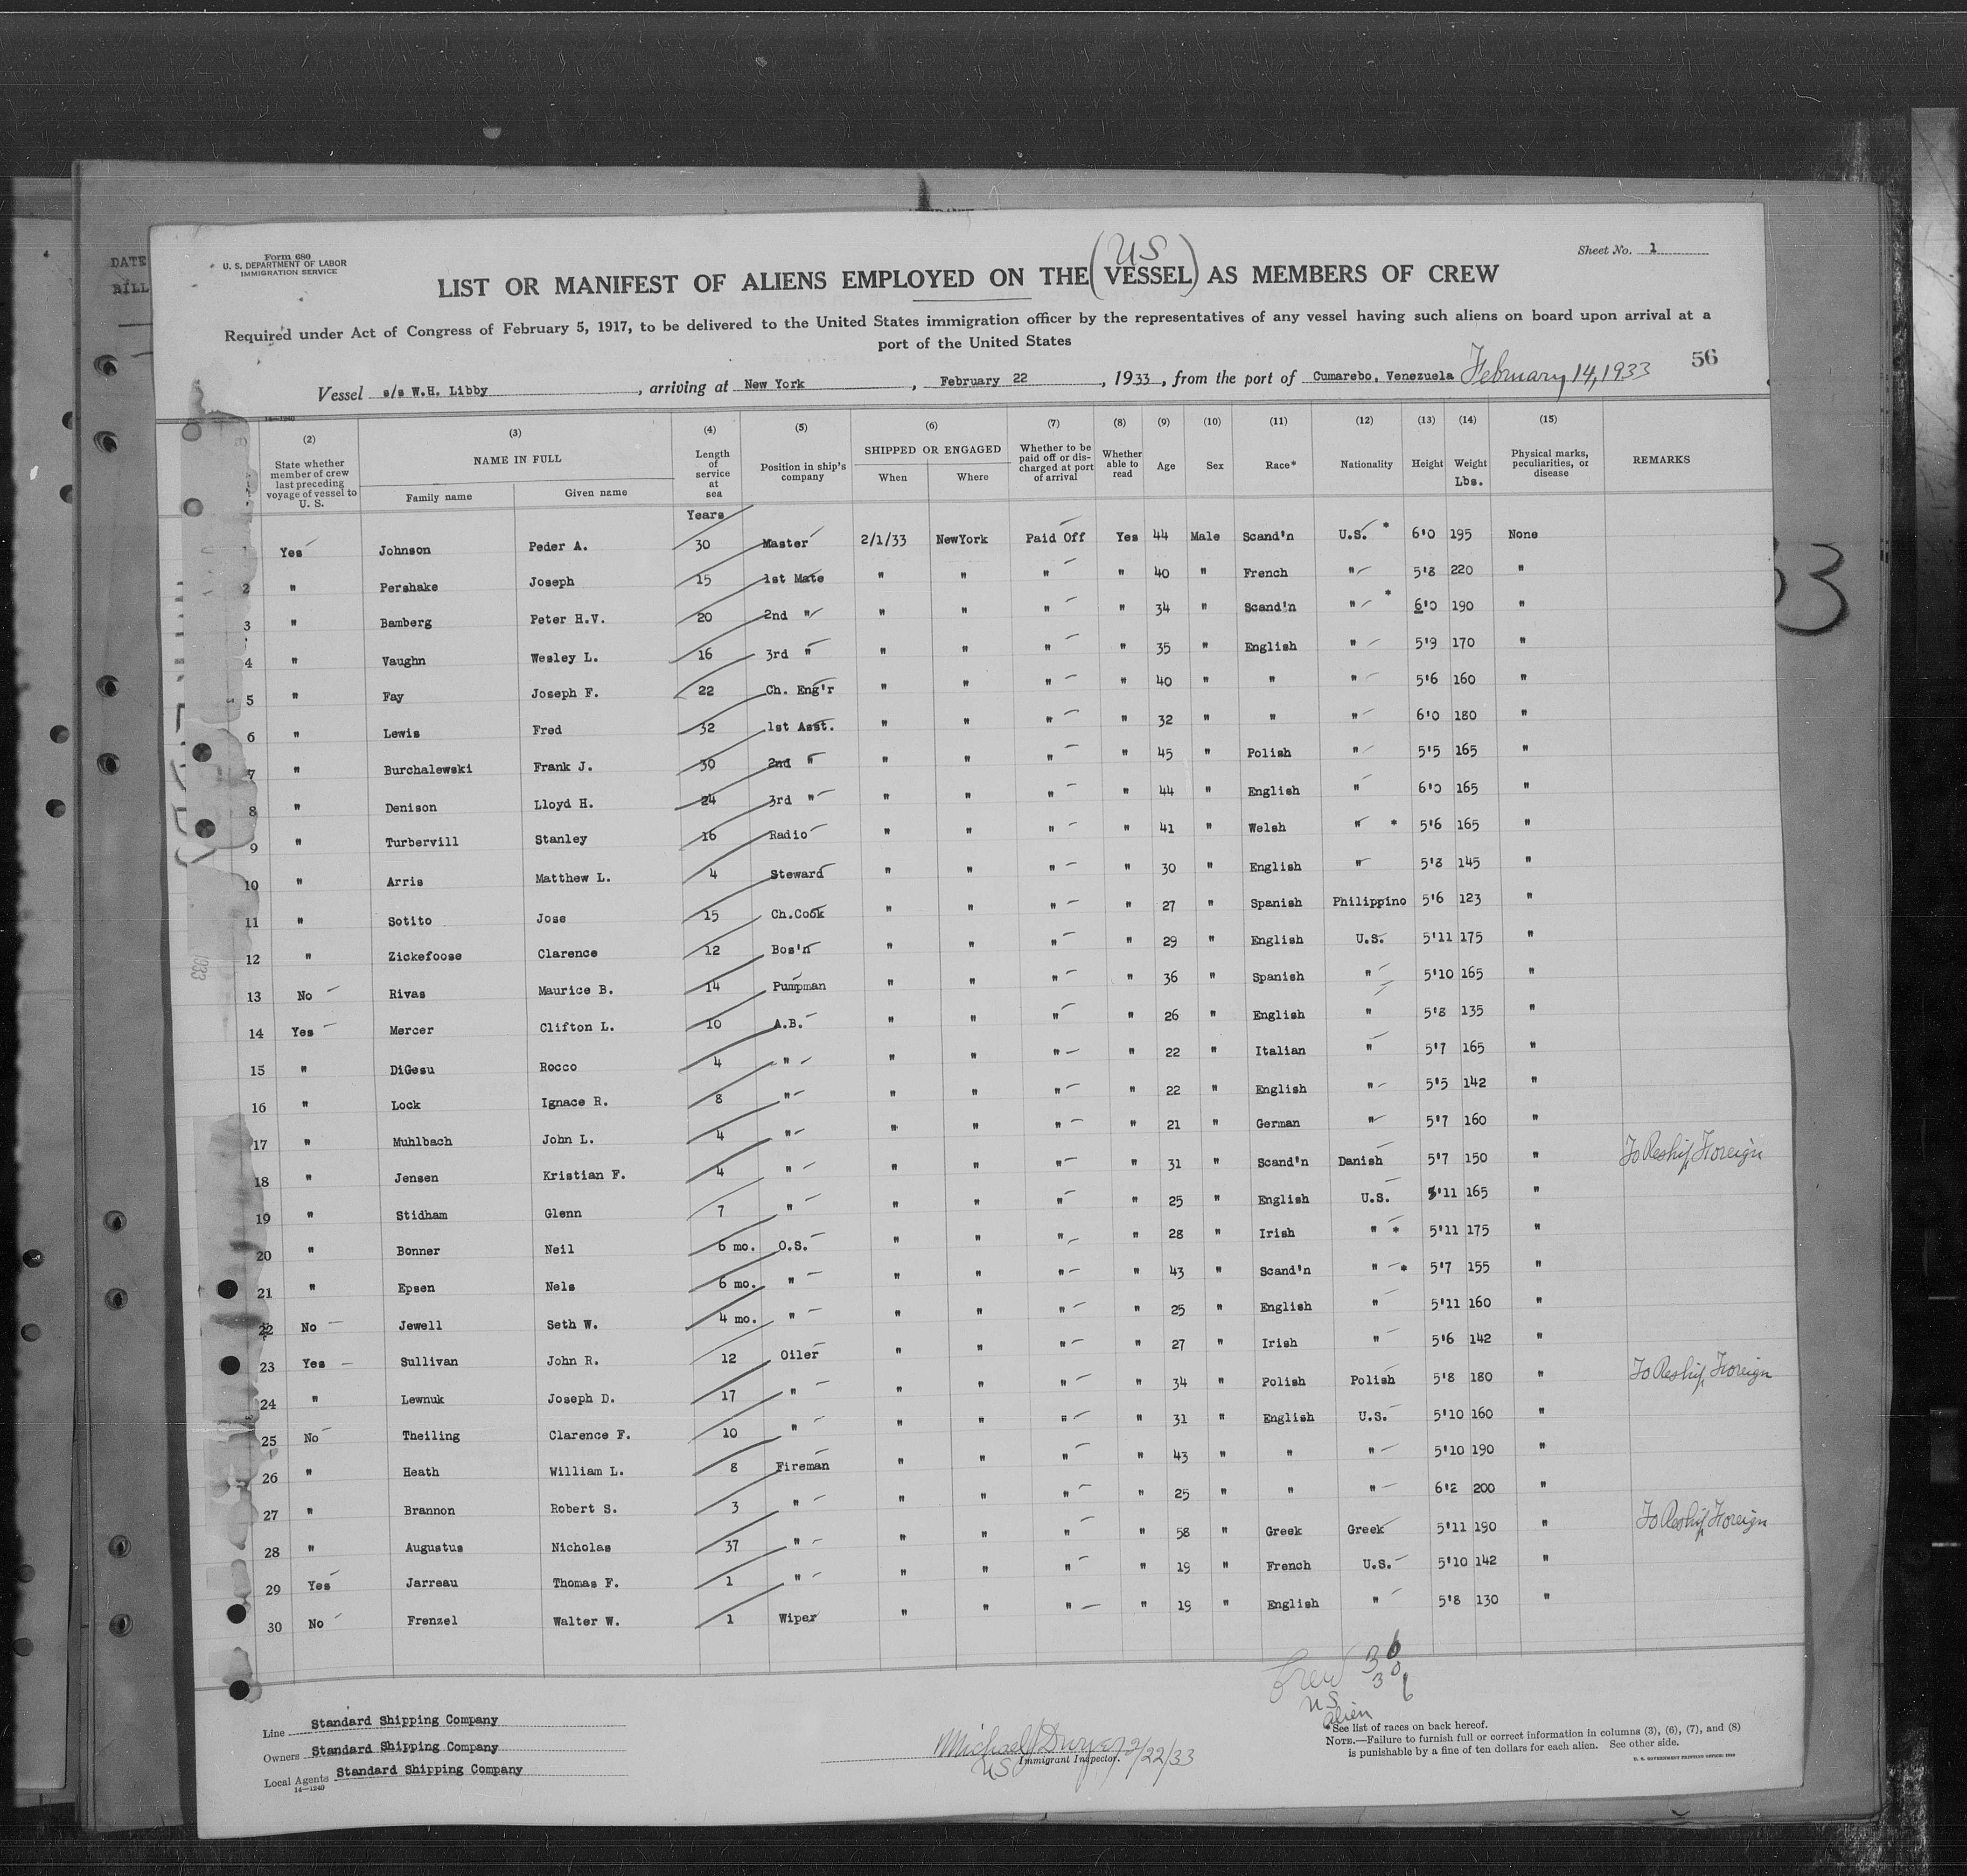 DATE
BILL
Form 680
U. S. DEPARTMENT OF LABOR
IMMIGRATION SERVICE
Sheet No. 1
US
LIST OR MANIFEST OF ALIENS EMPLOYED ON THE (VESSEL) AS MEMBERS OF CREW
Required under Act of Congress of February 5, 1917, to be delivered to the United States immigration officer by the representatives of any vessel having such aliens on board upon arrival at a
port of the United States
56
Vessel s/s W.H. Libby, arriving at New York, February 22, 1933, from the port of Cumarebo, Venezuela February 14, 1933
14-1240
(2) (3) (4) (5) (6) (7) (8) (9) (10) (11) (12) (13) (14) (15)
State whether member of crew last preceding voyage of vessel to U. S. NAME IN FULL Family name Given name Length of service at sea Position in ship's company SHIPPED OR ENGAGED When Where Whether to be paid off or discharged at port of arrival Whether able to read Age Sex Race* Nationality Height Weight Lbs. Physical marks, peculiarities, or disease REMARKS
Years
1 Yes Johnson Peder A. 30 Master 2/1/33 NewYork Paid Off Yes 44 Male Scand'n U.S. * 6'0 195 None
2 " Pershake Joseph 15 1st Mate " " " " 40 " French " 5'8 220 "
3 " Bamberg Peter H.V. 20 2nd " " " " " 34 " Scand'n " * 6'0 190 "
4 " Vaughn Wesley L. 16 3rd " " " " " 35 " English " 5'9 170 "
5 " Fay Joseph F. 22 Ch. Eng'r " " " " 40 " " " 5'6 160 "
6 " Lewis Fred 32 1st Asst. " " " " 32 " " " 6'0 180 "
7 " Burchalewski Frank J. 30 2nd " " " " " 45 " Polish " 5'5 165 "
8 " Denison Lloyd H. 24 3rd " " " " " 44 " English " 6'0 165 "
9 " Turbervill Stanley 16 Radio " " " " 41 " Welsh " * 5'6 165 "
10 " Arris Matthew L. 4 Steward " " " " 30 " English " 5'8 145 "
11 " Sotito Jose 15 Ch.Cook " " " " 27 " Spanish Philippino 5'6 123 "
12 " Zickefoose Clarence 12 Bos'n " " " " 29 " English U.S. 5'11 175 "
13 No Rivas Maurice B. 14 Pumpman " " " " 36 " Spanish " 5'10 165 "
14 Yes Mercer Clifton L. 10 A.B. " " " " 26 " English " 5'8 135 "
15 " DiGesu Rocco 4 " " " " " 22 " Italian " 5'7 165 "
16 " Lock Ignace R. 8 " " " " " 22 " English " 5'5 142 "
17 " Muhlbach John L. 4 " " " " " 21 " German " 5'7 160 "
18 " Jensen Kristian F. 4 " " " " " 31 " Scand'n Danish 5'7 150 " To Reship Foreign
19 " Stidham Glenn 7 " " " " " 25 " English U.S. 5'11 165 "
20 " Bonner Neil 6 mo. O.S. " " " " 28 " Irish " * 5'11 175 "
21 " Epsen Nels 6 mo. " " " " " 43 " Scand'n " * 5'7 155 "
22 No Jewell Seth W. 4 mo. " " " " " 25 " English " 5'11 160 "
23 Yes Sullivan John R. 12 Oiler " " " " 27 " Irish " 5'6 142 "
24 " Lewnuk Joseph D. 17 " " " " " 34 " Polish Polish 5'8 180 " To Reship Foreign
25 No Theiling Clarence F. 10 " " " " " 31 " English U.S. 5'10 160 "
26 " Heath William L. 8 Fireman " " " " 43 " " " 5'10 190 "
27 " Brannon Robert S. 3 " " " " " 25 " " " 6'2 200 "
28 " Augustus Nicholas 37 " " " " " 58 " Greek Greek 5'11 190 " To Reship Foreign
29 Yes Jarreau Thomas F. 1 " " " " " 19 " French U.S. 5'10 142 "
30 No Frenzel Walter W. 1 Wiper " " " " 19 " English " 5'8 130 "
Crew 36
US 30
alien 6
Line Standard Shipping Company
Owners Standard Shipping Company
Local Agents Standard Shipping Company
14-1240
Michael Dwyer 2/22/33
US Immigrant Inspector.
*See list of races on back hereof.
NOTE.—Failure to furnish full or correct information in columns (3), (6), (7), and (8)
is punishable by a fine of ten dollars for each alien. See other side.